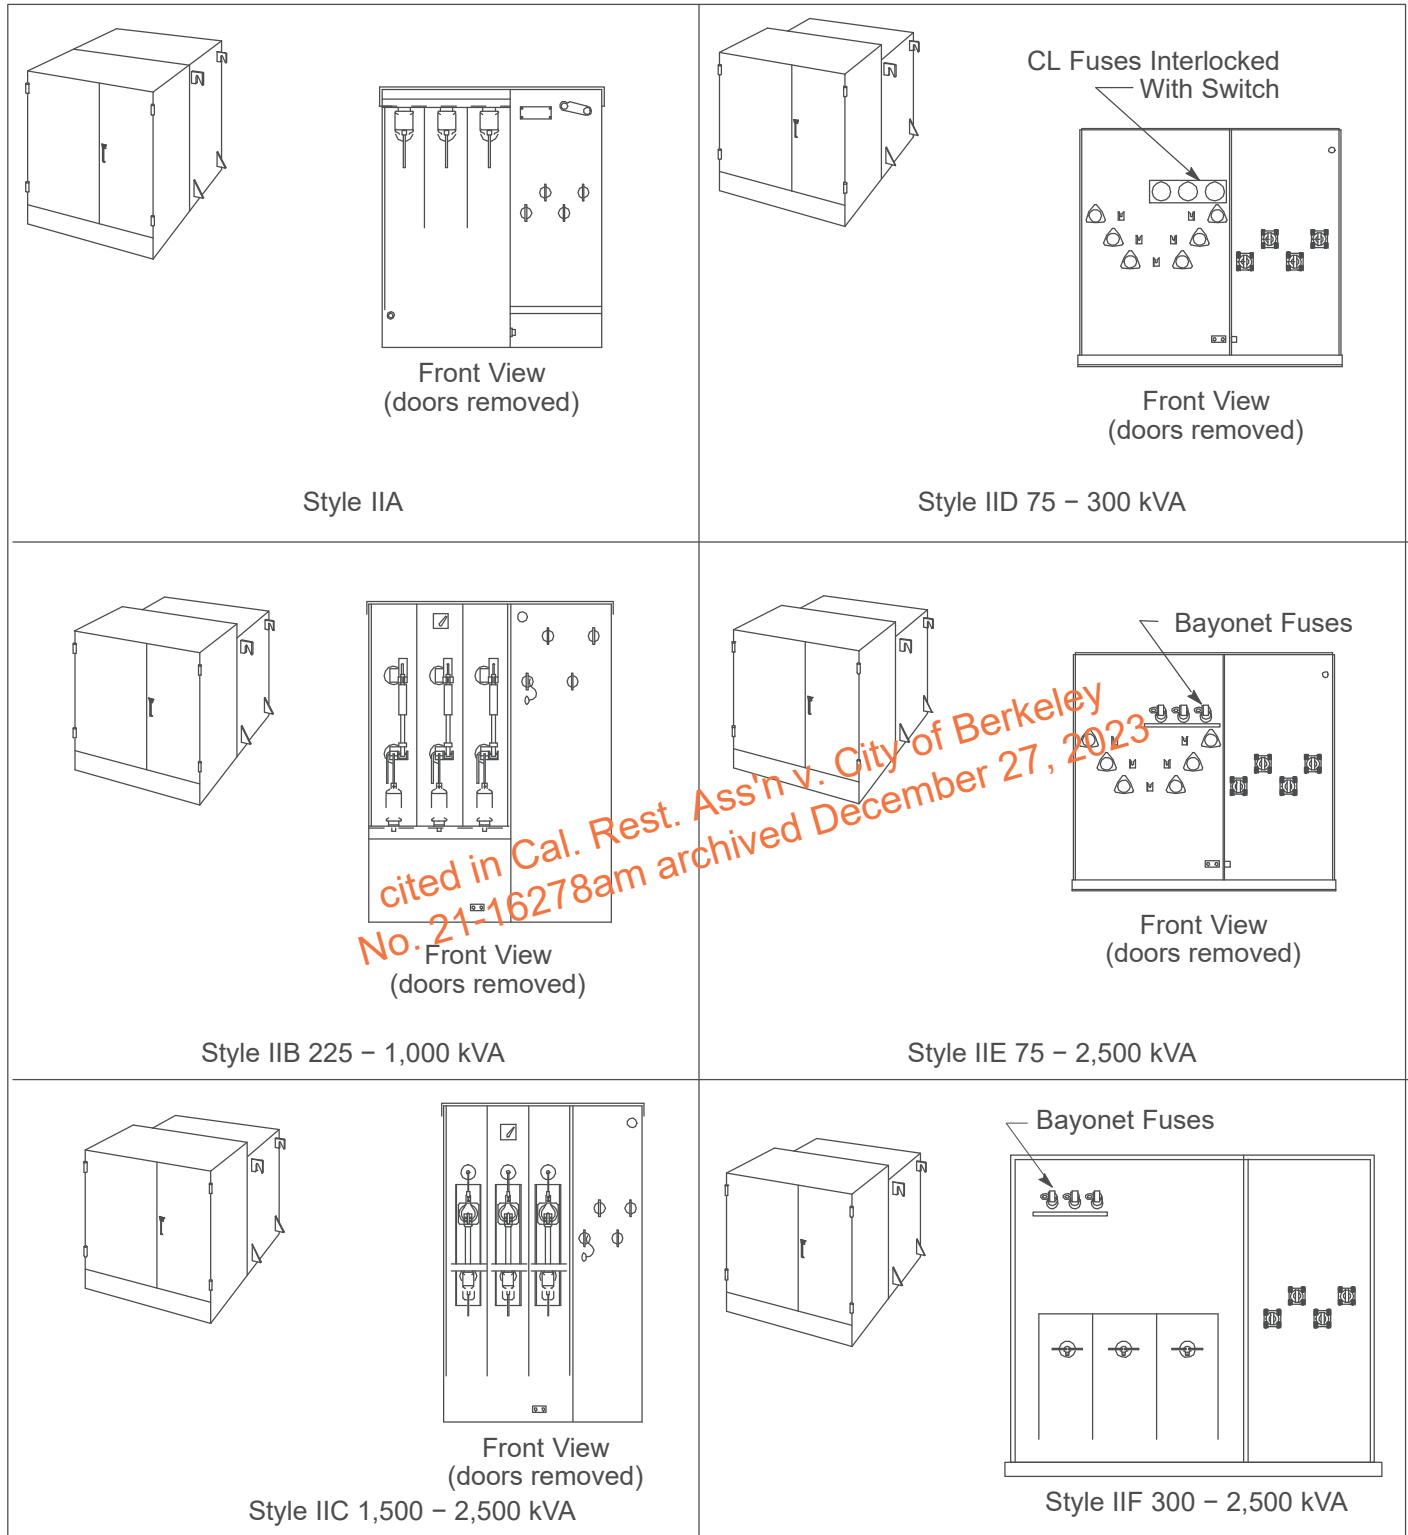 CL Fuses Interlocked
With Switch
Front View
(doors removed)
Style IIA
Front View
(doors removed)
Style IID 75 − 300 kVA
Bayonet Fuses
cited in Cal. Rest. Ass'n v. City of Berkeley
No. 21-16278am archived December 27, 2023
Front View
(doors removed)
Style IIB 225 − 1,000 kVA
Front View
(doors removed)
Style IIE 75 − 2,500 kVA
Bayonet Fuses
Front View
(doors removed)
Style IIC 1,500 − 2,500 kVA
Style IIF 300 − 2,500 kVA